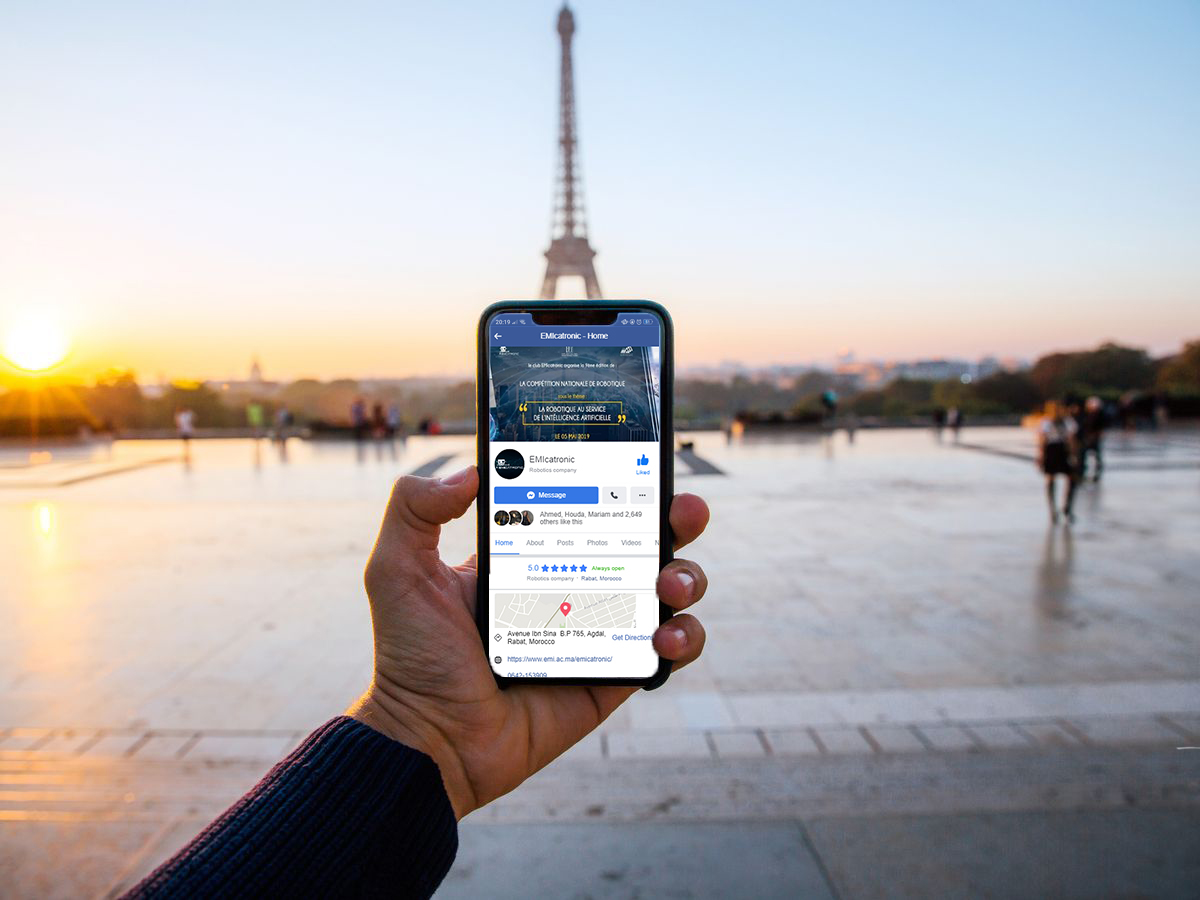 20:19
EMIcatronic - Home
le club EMIcatronic organise la 9ème édition de
LA COMPÉTITION NATIONALE DE ROBOTIQUE
sous le thème
“ LA ROBOTIQUE AU SERVICE
DE L'INTÉLLIGENCE ARTIFICIELLE ”
LE 05 MAI 2019
EMIcatronic
Robotics company
Liked
Message
Ahmed, Houda, Mariam and 2,649
others like this
Home About Posts Photos Videos N
5.0 Always open
Robotics company · Rabat, Morocco
Avenue Ibn Sina B.P 765, Agdal,
Rabat, Morocco
Get Direction
https://www.emi.ac.ma/emicatronic/
0642-153909